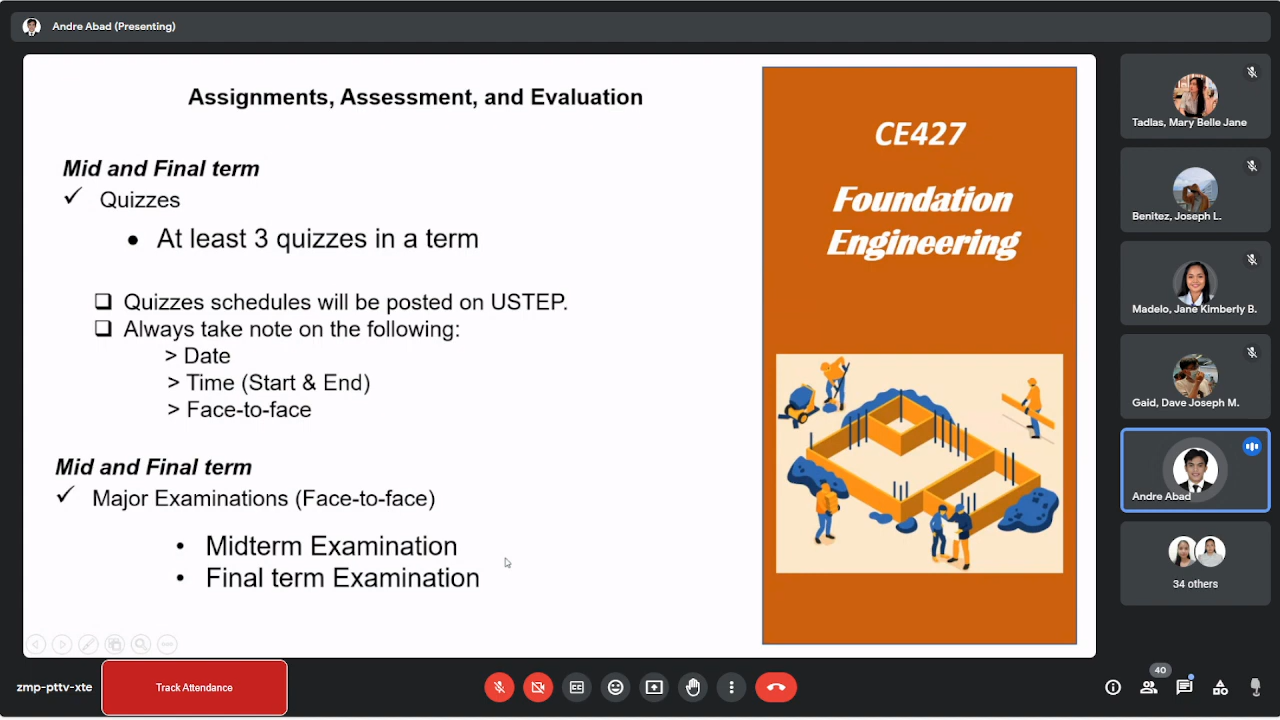 Andre Abad (Presenting)
Assignments, Assessment, and Evaluation
Mid and Final term
✓ Quizzes
• At least 3 quizzes in a term
❑ Quizzes schedules will be posted on USTEP.
❑ Always take note on the following:
> Date
> Time (Start & End)
> Face-to-face
Mid and Final term
✓ Major Examinations (Face-to-face)
• Midterm Examination
• Final term Examination
CE427
Foundation
Engineering
Tadlas, Mary Belle Jane
Benitez, Joseph L.
Madelo, Jane Kimberly B.
Gaid, Dave Joseph M.
Andre Abad
34 others
zmp-pttv-xte
Track Attendance
40